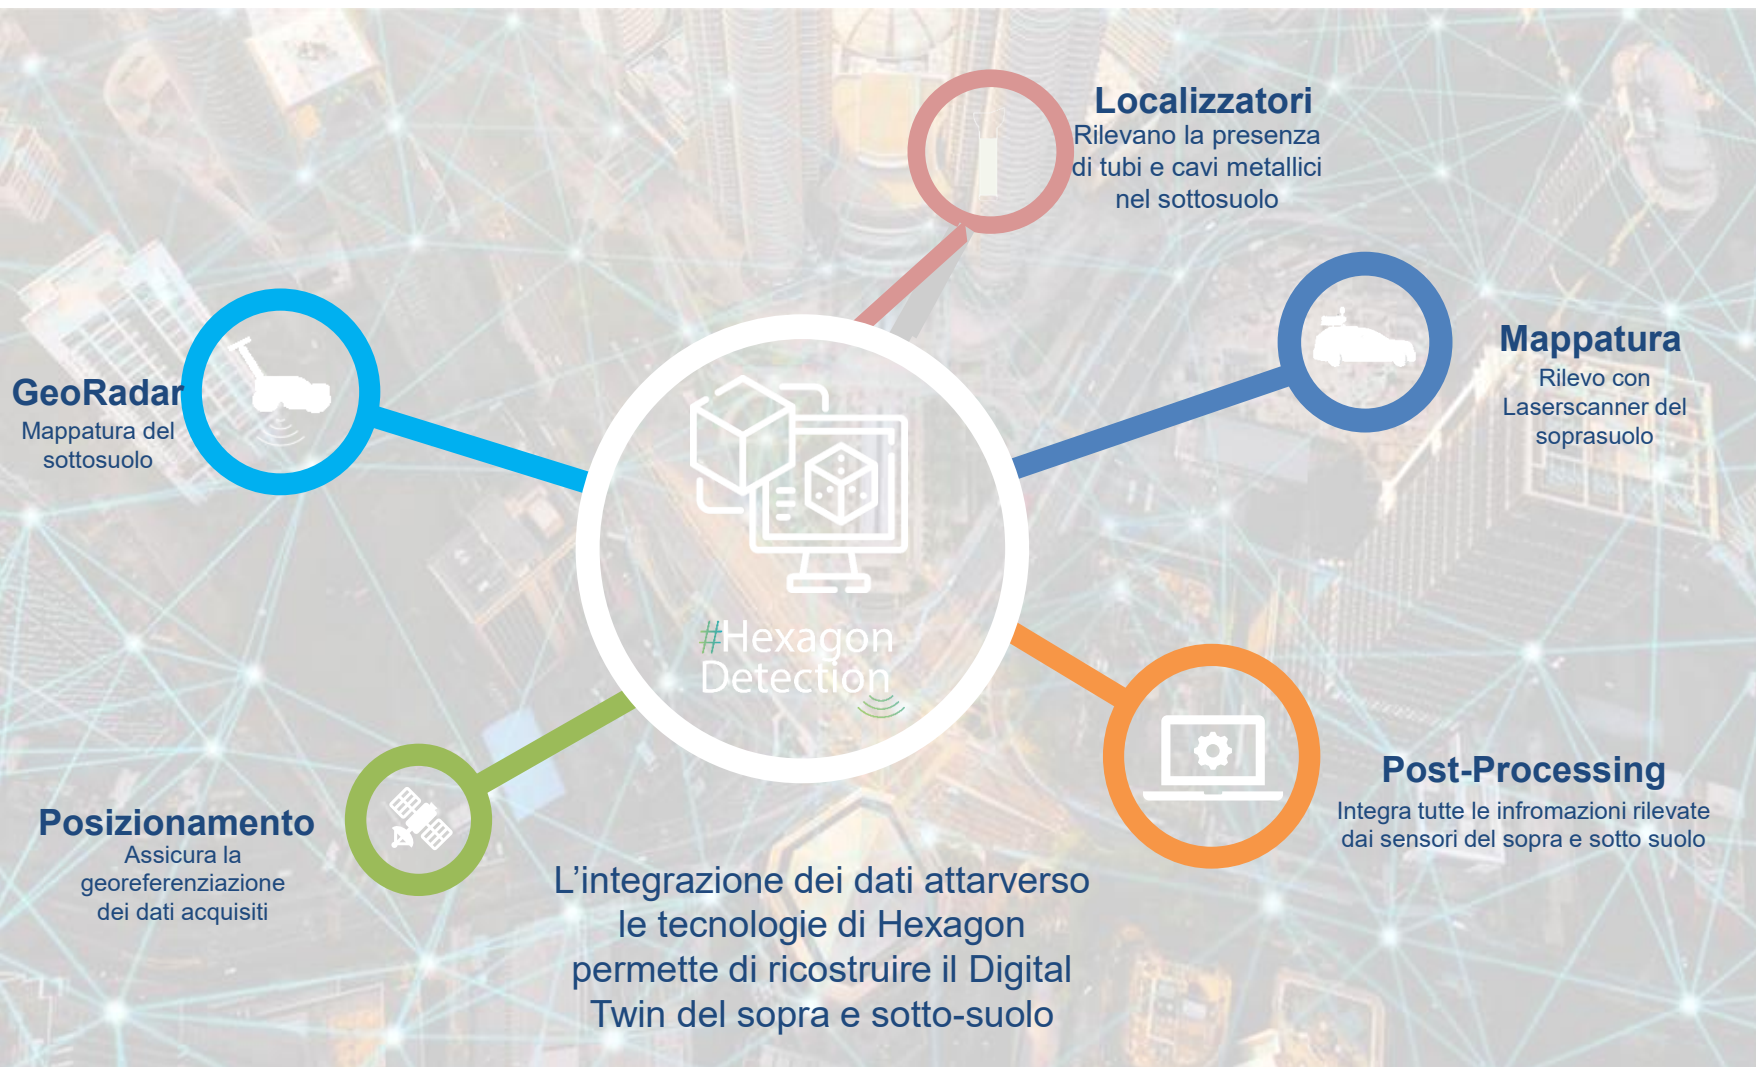 Localizzatori
Rilevano la presenza
di tubi e cavi metallici
nel sottosuolo
Mappatura
Rilevo con
Laserscanner del
soprasuolo
GeoRadar
Mappatura del
sottosuolo
#Hexagon
Detection
Post-Processing
Integra tutte le infromazioni rilevate
dai sensori del sopra e sotto suolo
Posizionamento
Assicura la
georeferenziazione
dei dati acquisiti
L’integrazione dei dati attarverso
le tecnologie di Hexagon
permette di ricostruire il Digital
Twin del sopra e sotto-suolo